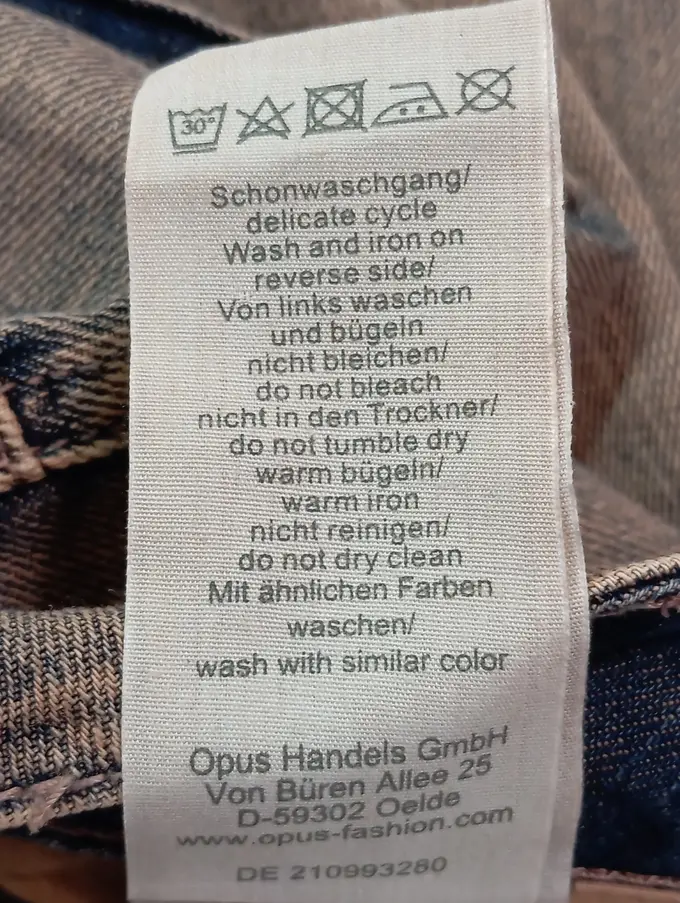 30°
Schonwaschgang/
delicate cycle
Wash and iron on
reverse side/
Von links waschen
und bügeln
nicht bleichen/
do not bleach
nicht in den Trockner/
do not tumble dry
warm bügeln/
warm iron
nicht reinigen/
do not dry clean
Mit ähnlichen Farben
waschen/
wash with similar color
Opus Handels GmbH
Von Büren Allee 25
D-59302 Oelde
www.opus-fashion.com
DE 210993280